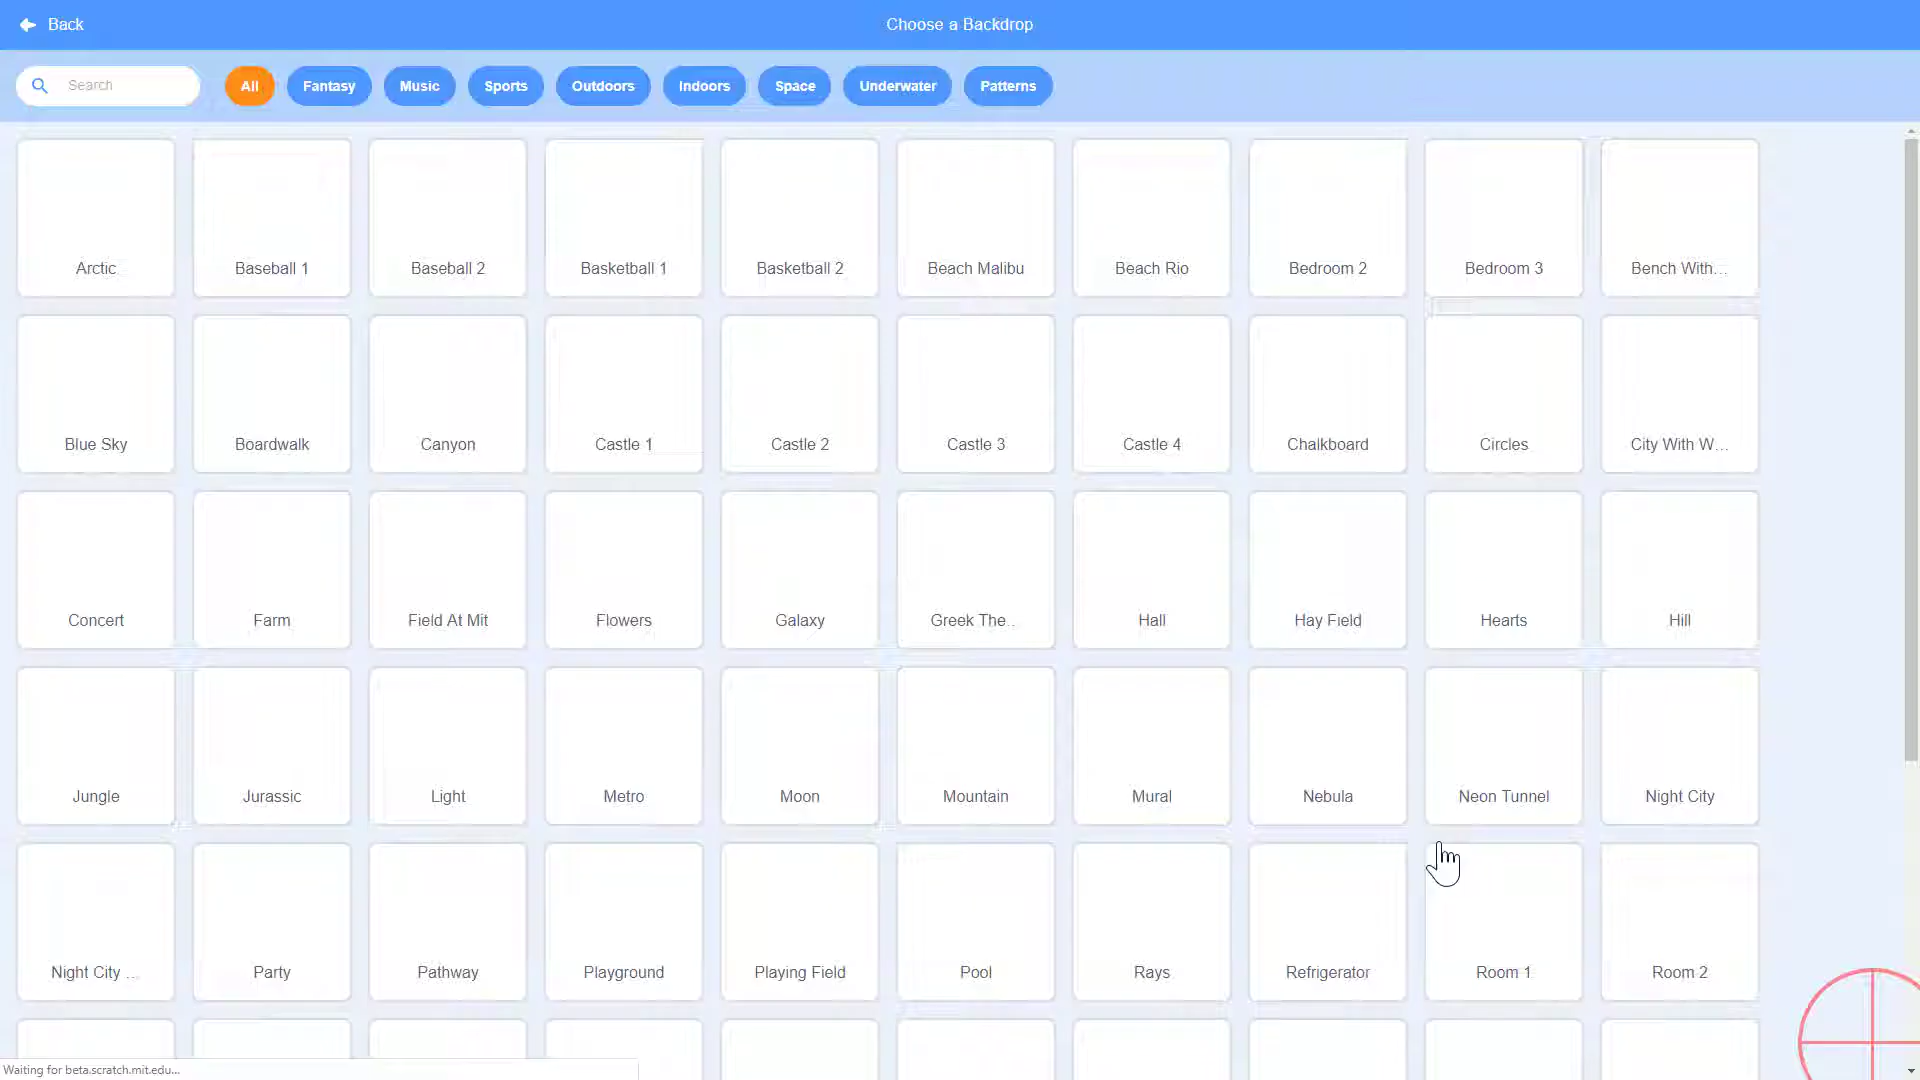 Back
Choose a Backdrop
Search
All Fantasy Music Sports Outdoors Indoors Space Underwater Patterns
Arctic Baseball 1 Baseball 2 Basketball 1 Basketball 2 Beach Malibu Beach Rio Bedroom 2 Bedroom 3 Bench With...
Blue Sky Boardwalk Canyon Castle 1 Castle 2 Castle 3 Castle 4 Chalkboard Circles City With W...
Concert Farm Field At Mit Flowers Galaxy Greek The... Hall Hay Field Hearts Hill
Jungle Jurassic Light Metro Moon Mountain Mural Nebula Neon Tunnel Night City
Night City ... Party Pathway Playground Playing Field Pool Rays Refrigerator Room 1 Room 2
Waiting for beta.scratch.mit.edu...